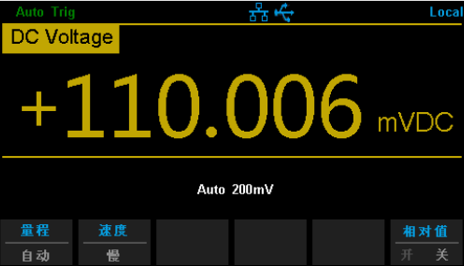 Auto Trig Local
DC Voltage
+110.006 mVDC
Auto 200mV
量程 速度 相对值
自动 慢 开 关